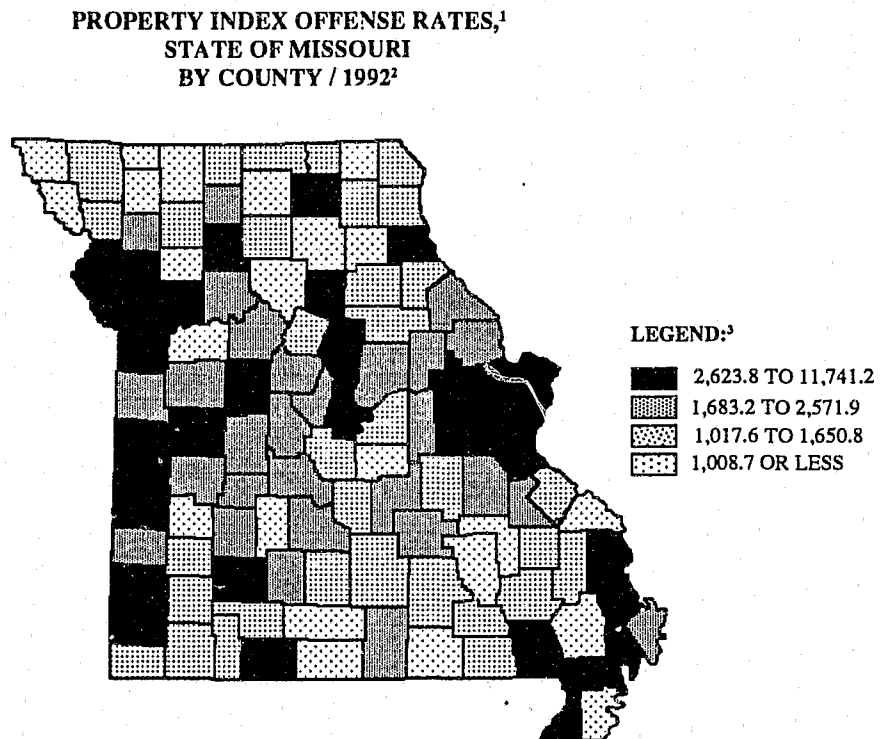 PROPERTY INDEX OFFENSE RATES,¹
STATE OF MISSOURI
BY COUNTY / 1992²
LEGEND:³
2,623.8 TO 11,741.2
1,683.2 TO 2,571.9
1,017.6 TO 1,650.8
1,008.7 OR LESS